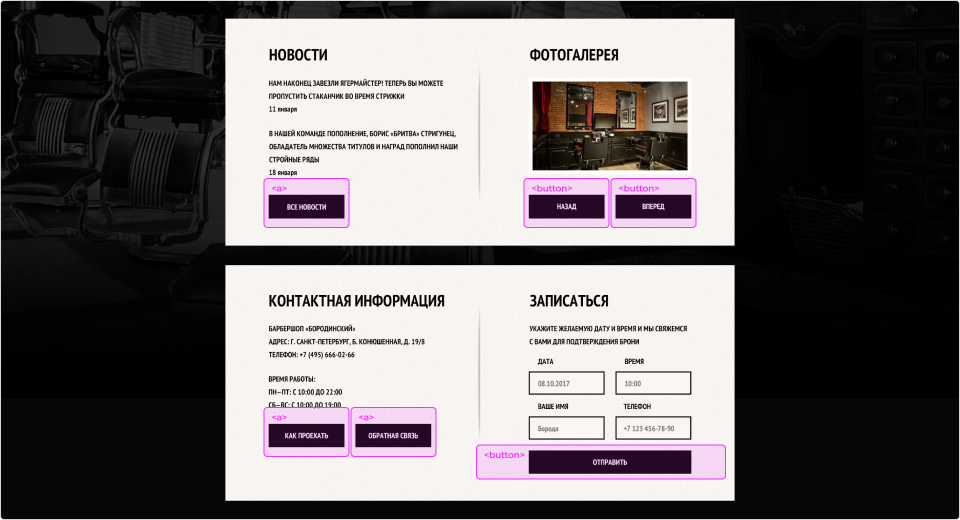 НОВОСТИ
НАМ НАКОНЕЦ ЗАВЕЗЛИ ЯГЕРМАЙСТЕР! ТЕПЕРЬ ВЫ МОЖЕТЕ
ПРОПУСТИТЬ СТАКАНЧИК ВО ВРЕМЯ СТРИЖКИ
11 января
В НАШЕЙ КОМАНДЕ ПОПОЛНЕНИЕ, БОРИС «БРИТВА» СТРИГУНЕЦ,
ОБЛАДАТЕЛЬ МНОЖЕСТВА ТИТУЛОВ И НАГРАД ПОПОЛНИЛ НАШИ
СТРОЙНЫЕ РЯДЫ
18 января
<a>
ВСЕ НОВОСТИ
ФОТОГАЛЕРЕЯ
<button> <button>
НАЗАД ВПЕРЕД
КОНТАКТНАЯ ИНФОРМАЦИЯ
БАРБЕРШОП «БОРОДИНСКИЙ»
АДРЕС: Г. САНКТ-ПЕТЕРБУРГ, Б. КОНЮШЕННАЯ, Д. 19/8
ТЕЛЕФОН: +7 (495) 666-02-66
ВРЕМЯ РАБОТЫ:
ПН—ПТ: С 10:00 ДО 22:00
СБ—ВС: С 10:00 ДО 19:00
<a> <a>
КАК ПРОЕХАТЬ ОБРАТНАЯ СВЯЗЬ
ЗАПИСАТЬСЯ
УКАЖИТЕ ЖЕЛАЕМУЮ ДАТУ И ВРЕМЯ И МЫ СВЯЖЕМСЯ
С ВАМИ ДЛЯ ПОДТВЕРЖДЕНИЯ БРОНИ
ДАТА ВРЕМЯ
08.10.2017 10:00
ВАШЕ ИМЯ ТЕЛЕФОН
Борода +7 123 456-78-90
<button> ОТПРАВИТЬ